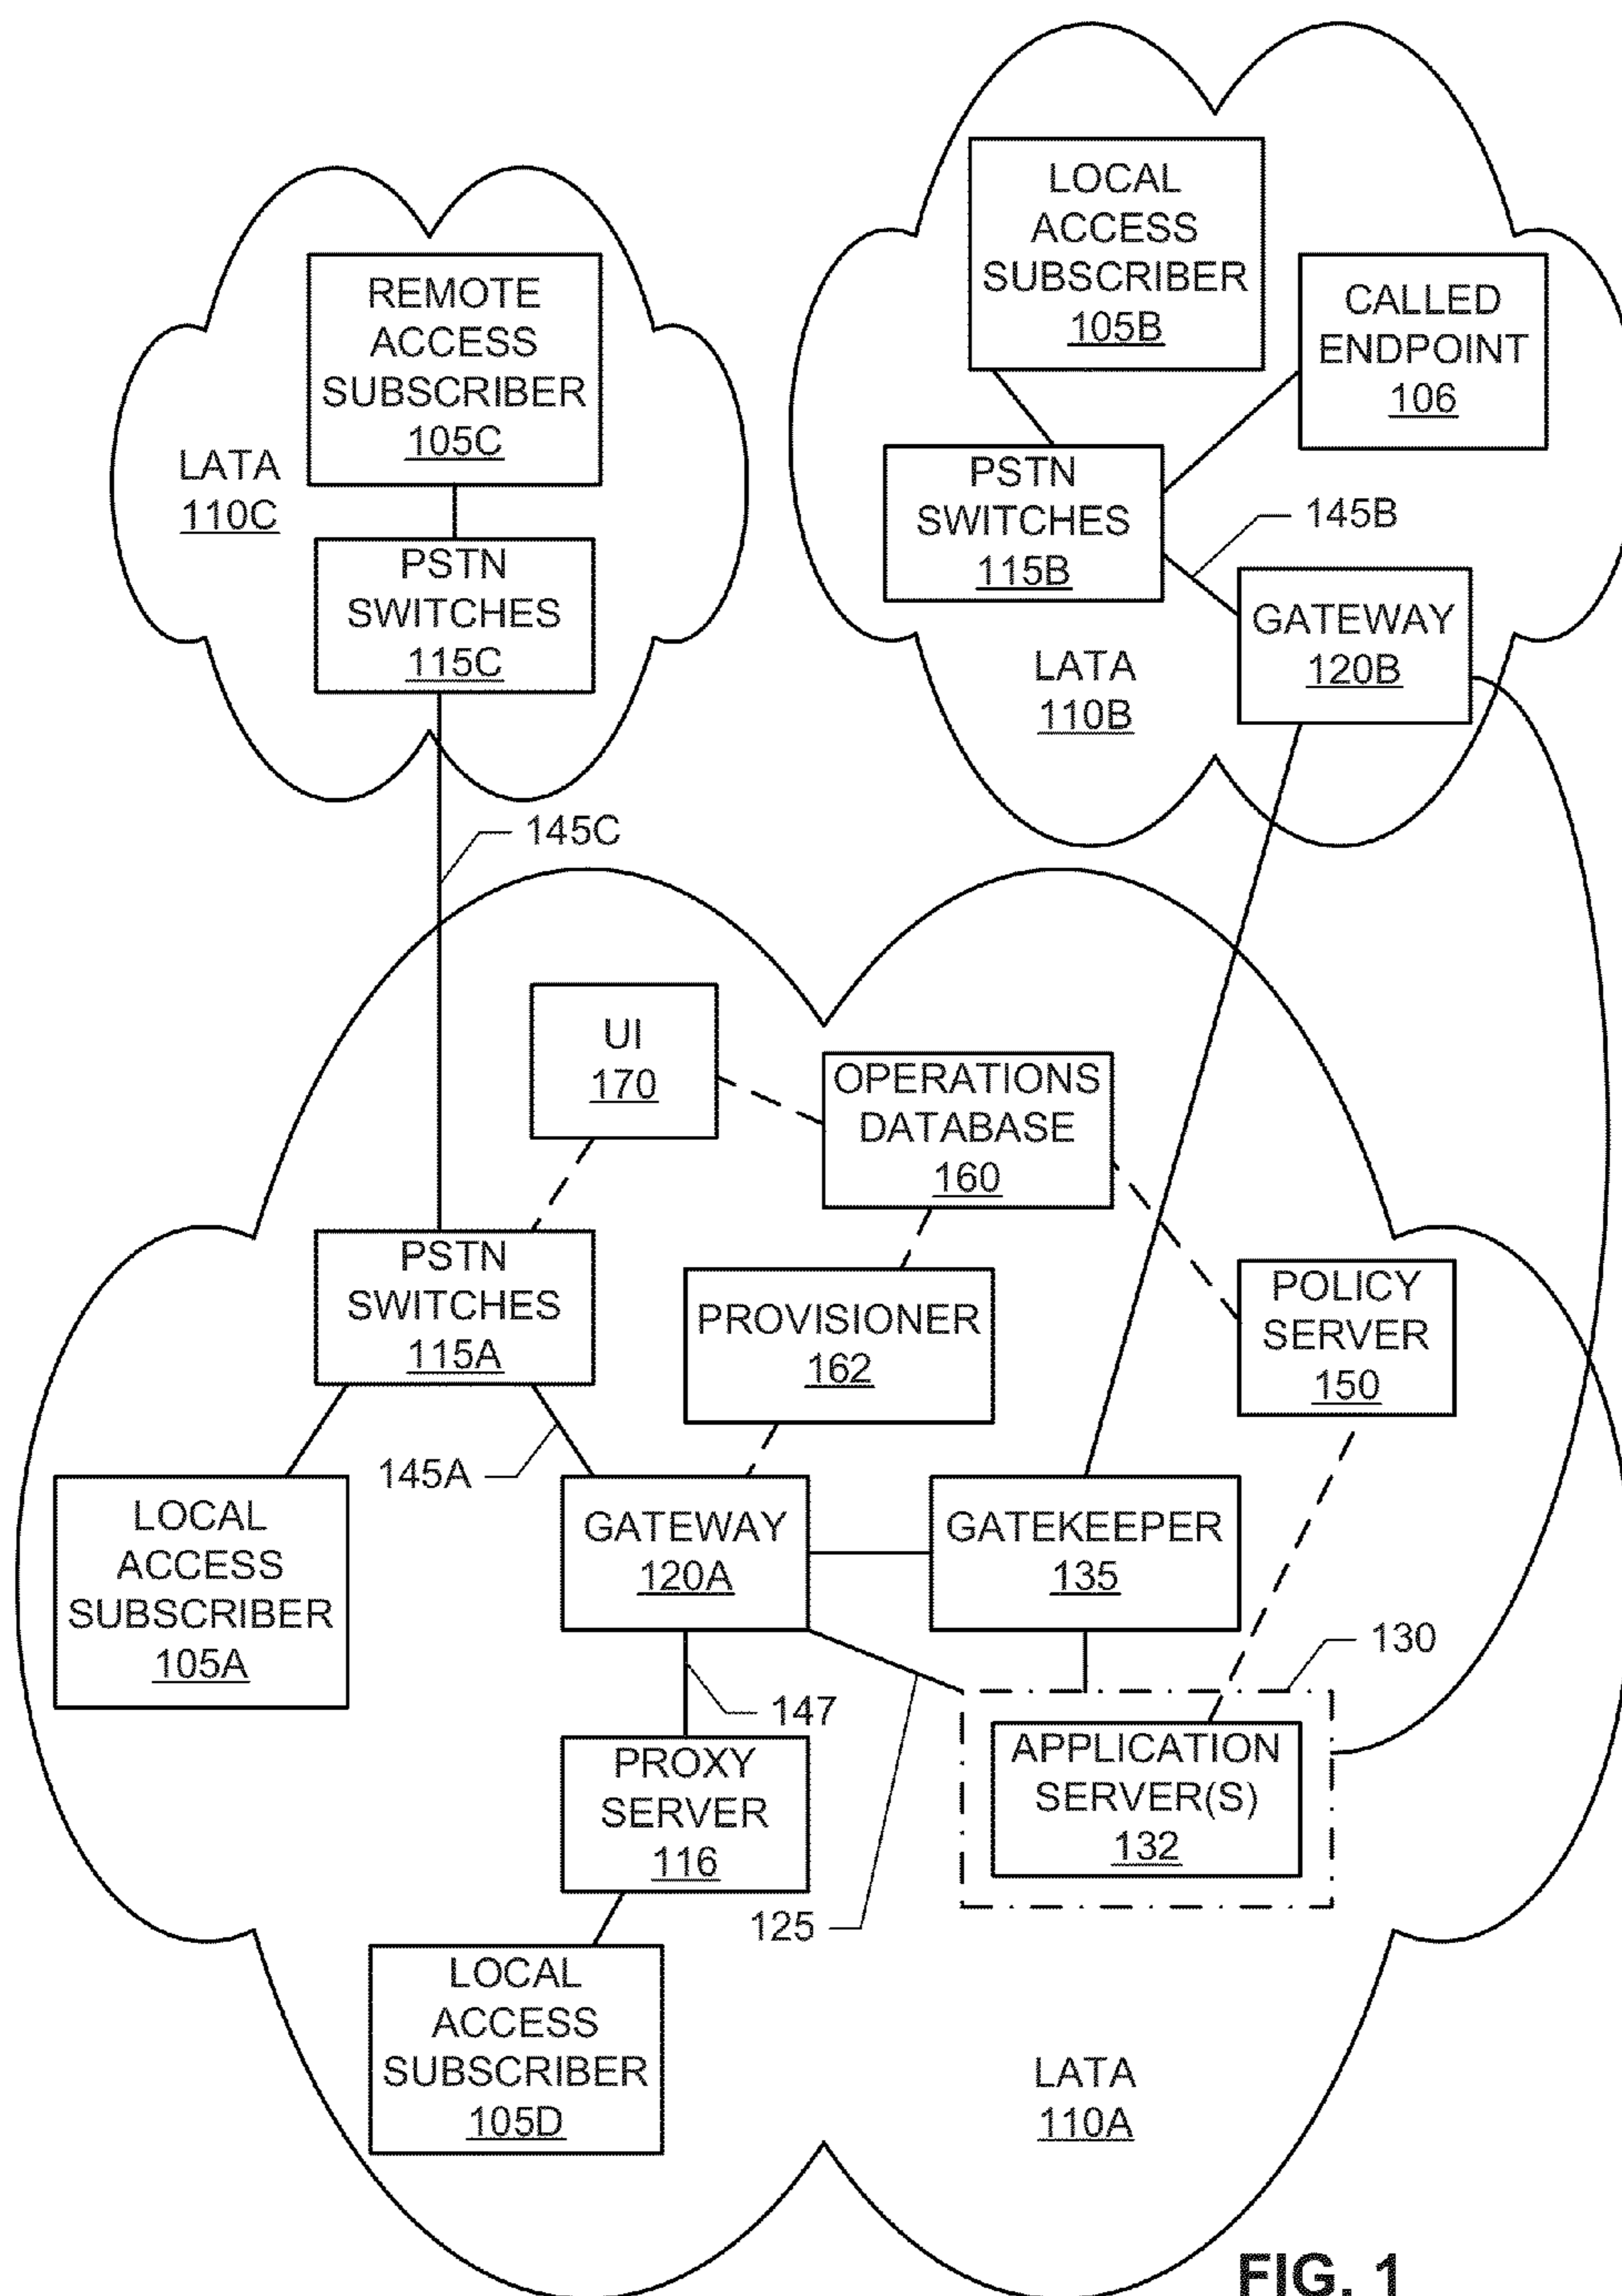 LOCAL
ACCESS
SUBSCRIBER
105B
CALLED
ENDPOINT
106
REMOTE
ACCESS
SUBSCRIBER
105C
LATA
110C
PSTN
SWITCHES
115B
145B
PSTN
SWITCHES
115C
GATEWAY
120B
LATA
110B
145C
UI
170
OPERATIONS
DATABASE
160
PSTN
SWITCHES
115A
PROVISIONER
162
POLICY
SERVER
150
145A
LOCAL
ACCESS
SUBSCRIBER
105A
GATEWAY
120A
GATEKEEPER
135
130
147
PROXY
SERVER
116
APPLICATION
SERVER(S)
132
125
LOCAL
ACCESS
SUBSCRIBER
105D
LATA
110A
FIG. 1